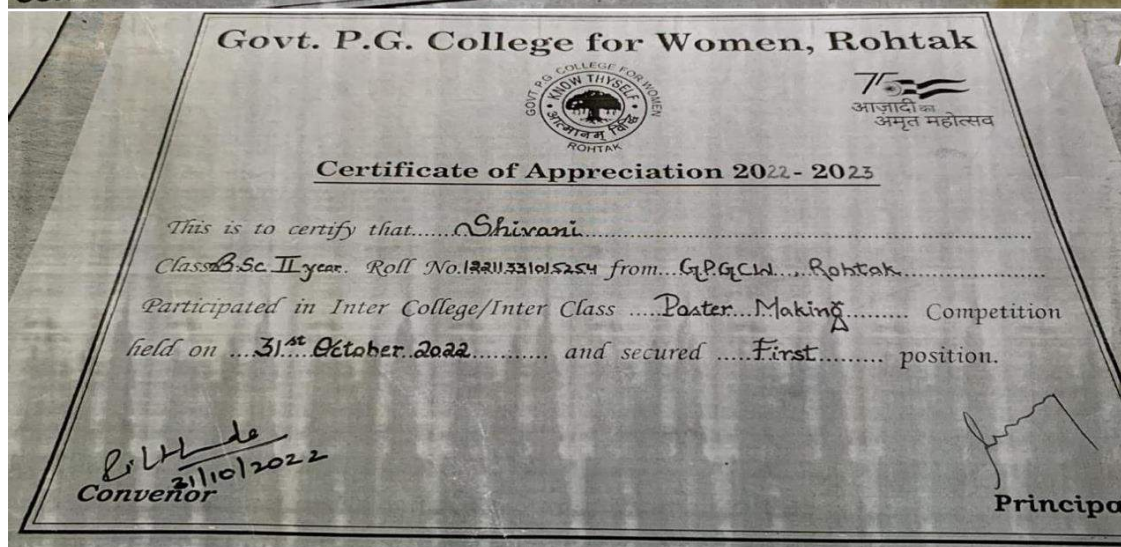 Govt. P.G. College for Women, Rohtak
GOVT. P.G. COLLEGE FOR WOMEN
KNOW THYSELF
आत्मानम् विद्धि
ROHTAK
75
आज़ादी का
अमृत महोत्सव
Certificate of Appreciation 2022-2023
This is to certify that......Shivani......
Class B.Sc II year. Roll No. from...G.P.G.C.W..., Rohtak......
Participated in Inter College/Inter Class .....Poster...Making......... Competition
held on ...31st October 2022........... and secured .....First......... position.
31/10/2022
Convenor
Principa